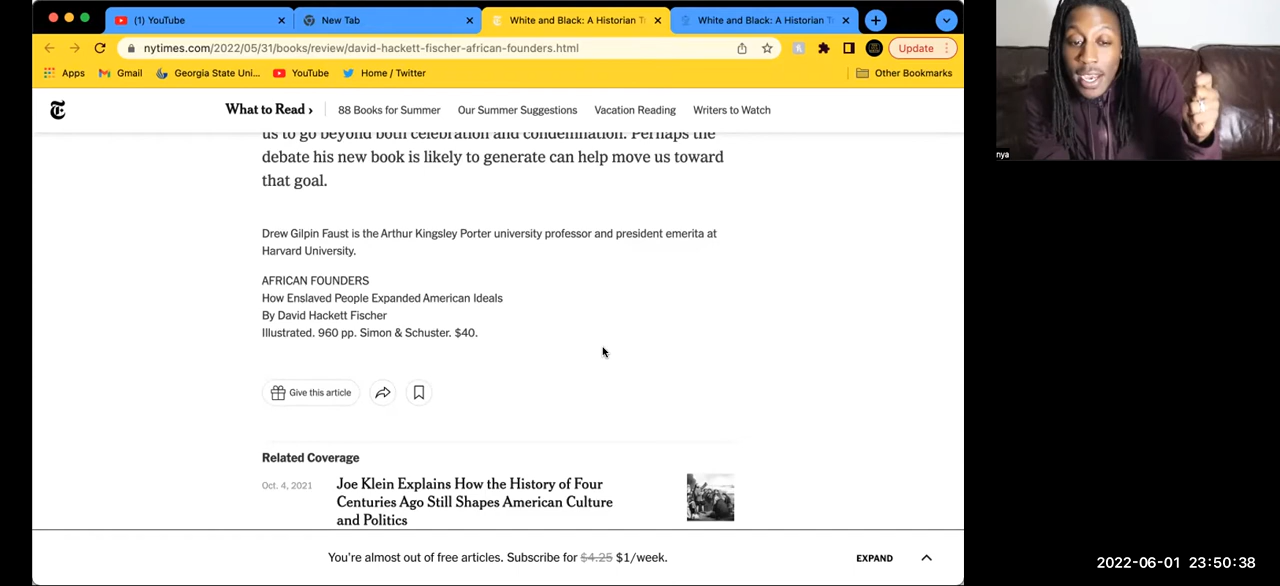 (1) YouTube
New Tab
White and Black: A Historian T
White and Black: A Historian T
nytimes.com/2022/05/31/books/review/david-hackett-fischer-african-founders.html
Update
Apps
Gmail
Georgia State Uni...
YouTube
Home / Twitter
Other Bookmarks
What to Read ›
88 Books for Summer
Our Summer Suggestions
Vacation Reading
Writers to Watch
us to go beyond both celebration and condemnation. Perhaps the
debate his new book is likely to generate can help move us toward
that goal.
Drew Gilpin Faust is the Arthur Kingsley Porter university professor and president emerita at
Harvard University.
AFRICAN FOUNDERS
How Enslaved People Expanded American Ideals
By David Hackett Fischer
Illustrated. 960 pp. Simon & Schuster. $40.
Give this article
Related Coverage
Oct. 4, 2021
Joe Klein Explains How the History of Four
Centuries Ago Still Shapes American Culture
and Politics
You're almost out of free articles. Subscribe for $4.25 $1/week.
EXPAND
nya
2022-06-01 23:50:38